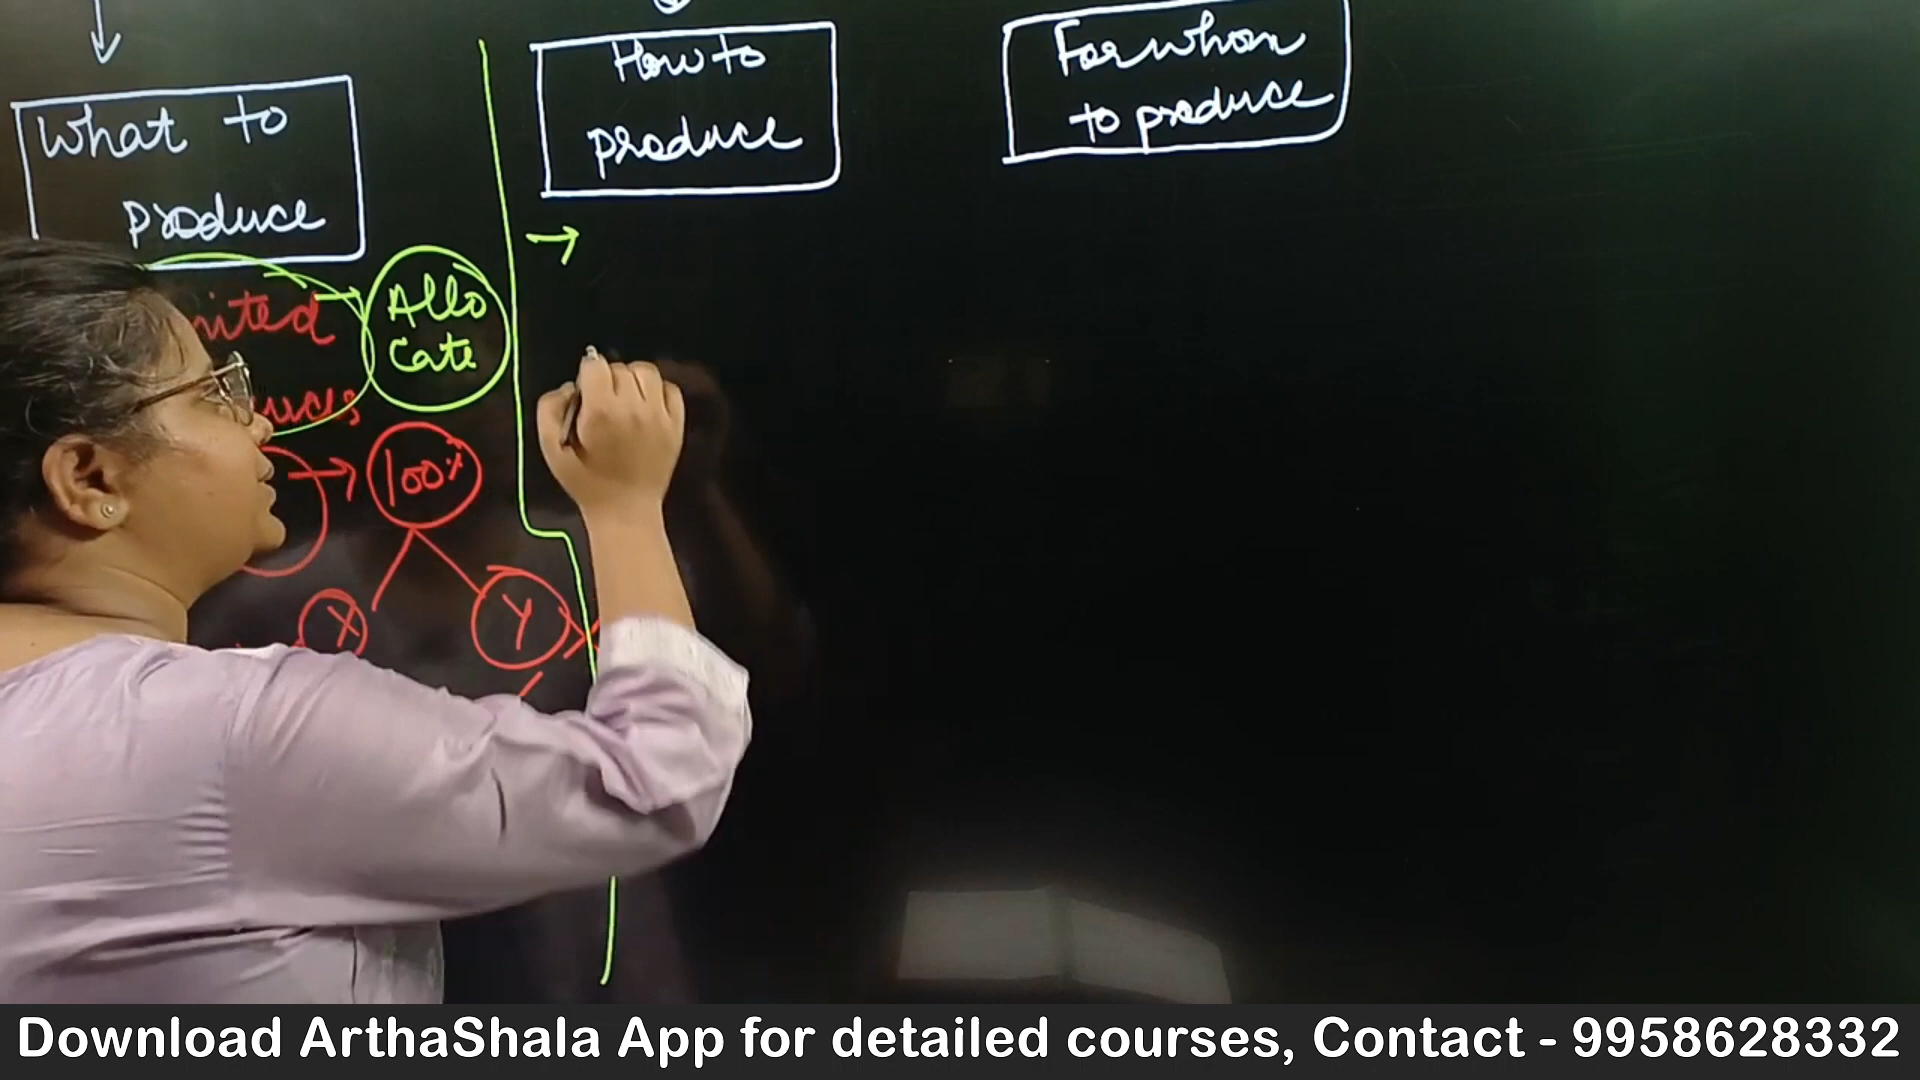 What to
produce
How to
produce
For whom
to produce
Allo
cate
100%
X
Y
Download ArthaShala App for detailed courses, Contact - 9958628332